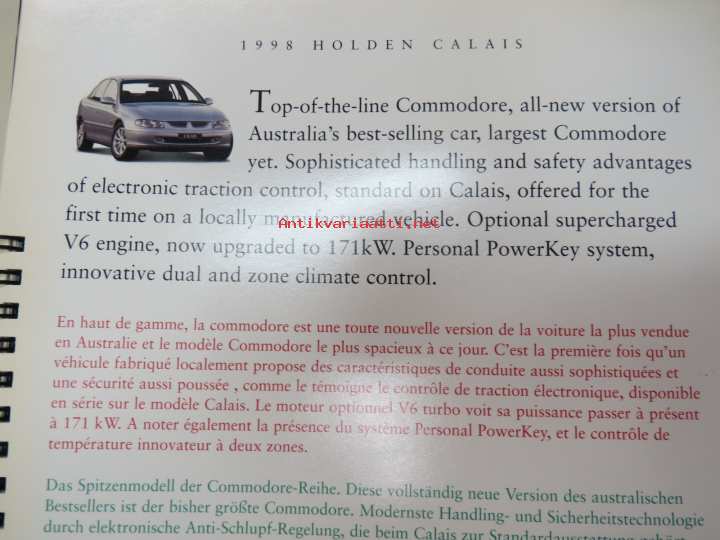 1998 HOLDEN CALAIS
Top-of-the-line Commodore, all-new version of
Australia's best-selling car, largest Commodore
yet. Sophisticated handling and safety advantages
of electronic traction control, standard on Calais, offered for the
first time on a locally manufactured vehicle. Optional supercharged
Antikvariaatti.net
V6 engine, now upgraded to 171kW. Personal PowerKey system,
innovative dual and zone climate control.
En haut de gamme, la commodore est une toute nouvelle version de la voiture la plus vendue
en Australie et le modèle Commodore le plus spacieux à ce jour. C'est la première fois qu'un
véhicule fabriqué localement propose des caractéristiques de conduite aussi sophistiquées et
une sécurité aussi poussée , comme le témoigne le contrôle de traction électronique, disponible
en série sur le modèle Calais. Le moteur optionnel V6 turbo voit sa puissance passer à présent
à 171 kW. A noter également la présence du système Personal PowerKey, et le contrôle de
température innovateur à deux zones.
Das Spitzenmodell der Commodore-Reihe. Diese vollständig neue Version des australischen
Bestsellers ist der bisher größte Commodore. Modernste Handling- und Sicherheitstechnologie
durch elektronische Anti-Schlupf-Regelung, die beim Calais zur Standardausstattung gehört